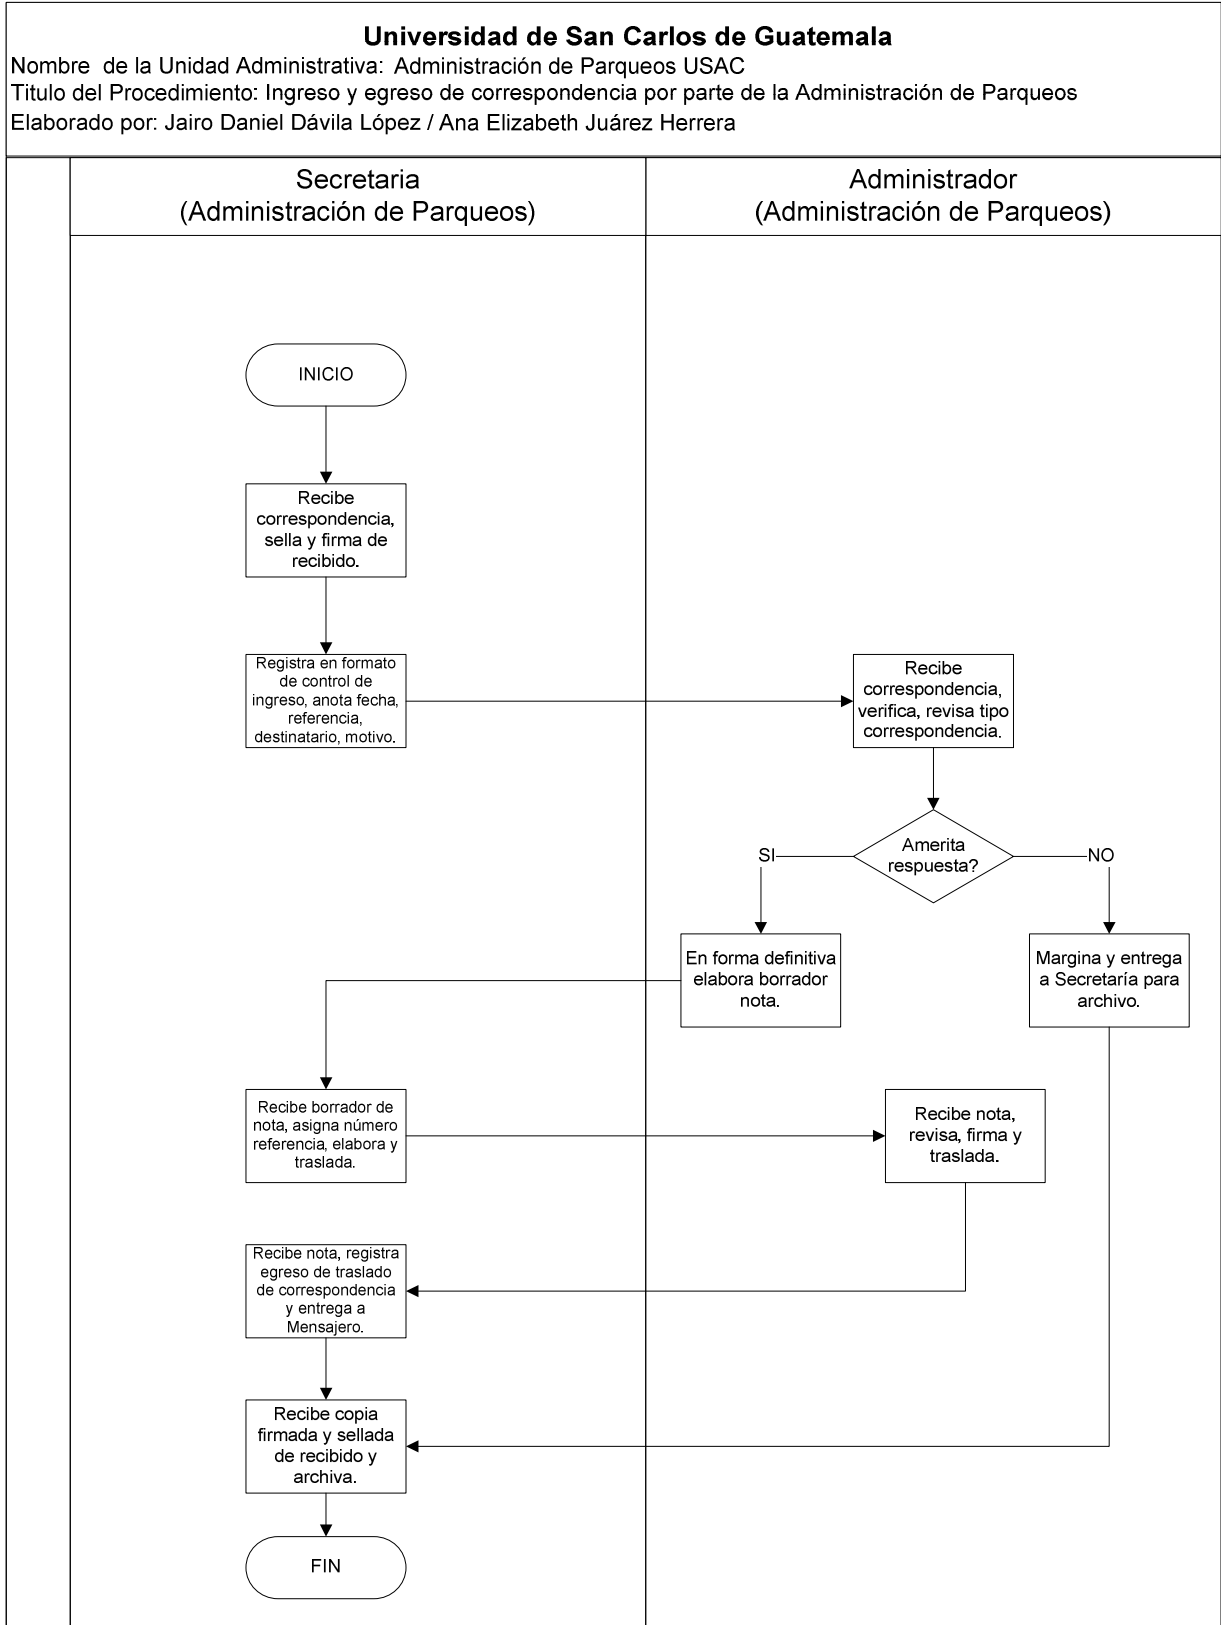 Universidad de San Carlos de Guatemala
Nombre de la Unidad Administrativa: Administración de Parqueos USAC
Titulo del Procedimiento: Ingreso y egreso de correspondencia por parte de la Administración de Parqueos
Elaborado por: Jairo Daniel Dávila López / Ana Elizabeth Juárez Herrera
Secretaria
(Administración de Parqueos)
Administrador
(Administración de Parqueos)
INICIO
Recibe
correspondencia,
sella y firma de
recibido.
Registra en formato
de control de
ingreso, anota fecha,
referencia,
destinatario, motivo.
Recibe
correspondencia,
verifica, revisa tipo
correspondencia.
Amerita
respuesta?
SI
NO
En forma definitiva
elabora borrador
nota.
Margina y entrega
a Secretaría para
archivo.
Recibe borrador de
nota, asigna número
referencia, elabora y
traslada.
Recibe nota,
revisa, firma y
traslada.
Recibe nota, registra
egreso de traslado
de correspondencia
y entrega a
Mensajero.
Recibe copia
firmada y sellada
de recibido y
archiva.
FIN